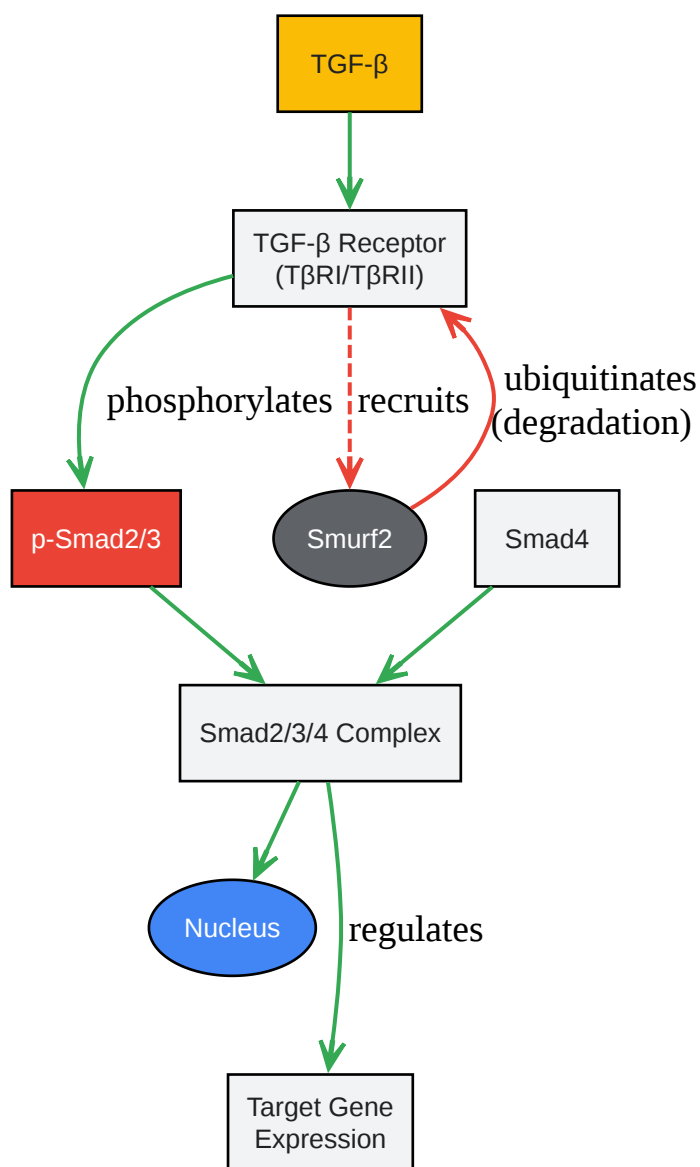 TGF-β
TGF-β Receptor
(TβRI/TβRII)
phosphorylates
recruits
ubiquitinates
(degradation)
p-Smad2/3
Smurf2
Smad4
Smad2/3/4 Complex
Nucleus
regulates
Target Gene
Expression